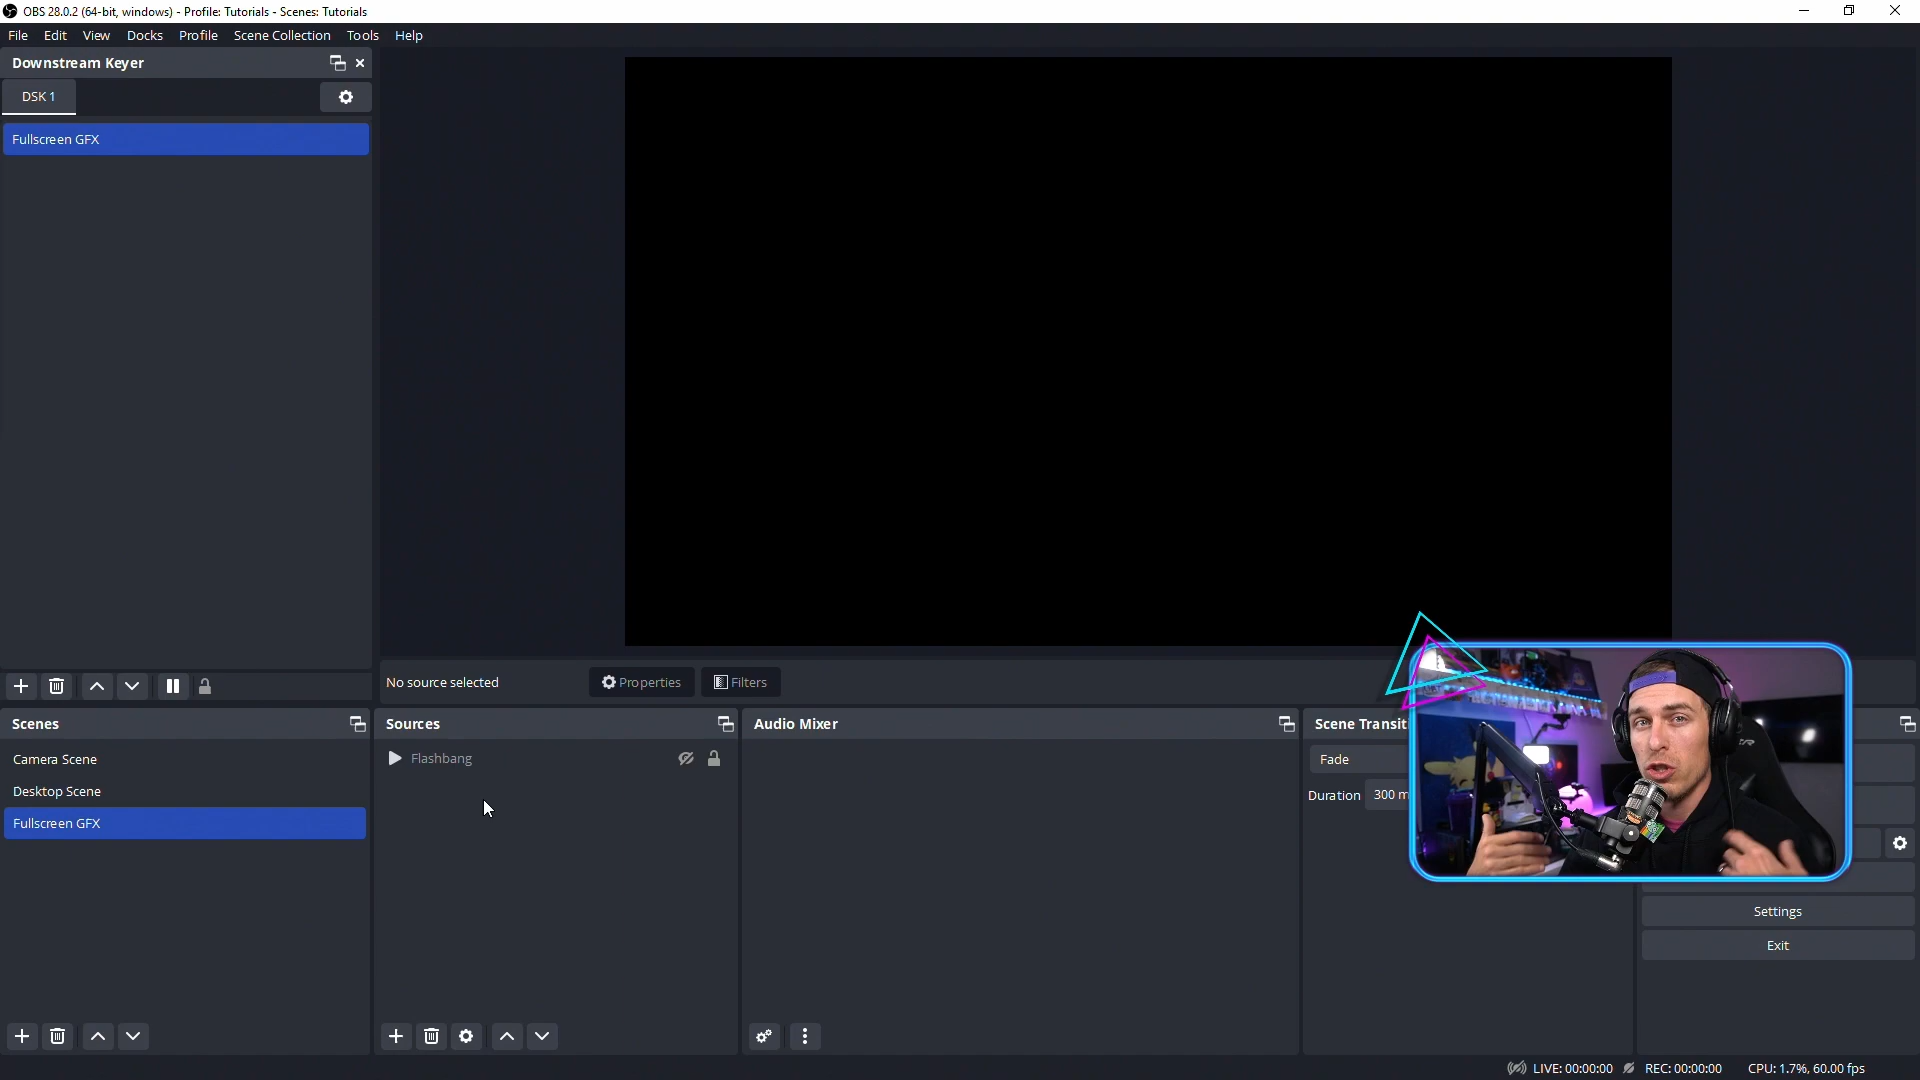 OBS 28.0.2 (64-bit, windows) - Profile: Tutorials - Scenes: Tutorials
File Edit View Docks Profile Scene Collection Tools Help
Downstream Keyer
DSK 1
Fullscreen GFX
No source selected
Properties
Filters
Scenes
Camera Scene
Desktop Scene
Fullscreen GFX
Sources
Flashbang
Audio Mixer
Scene Transiti
Fade
Duration 300 m
Settings
Exit
LIVE: 00:00:00 REC: 00:00:00 CPU: 1.7%, 60.00 fps